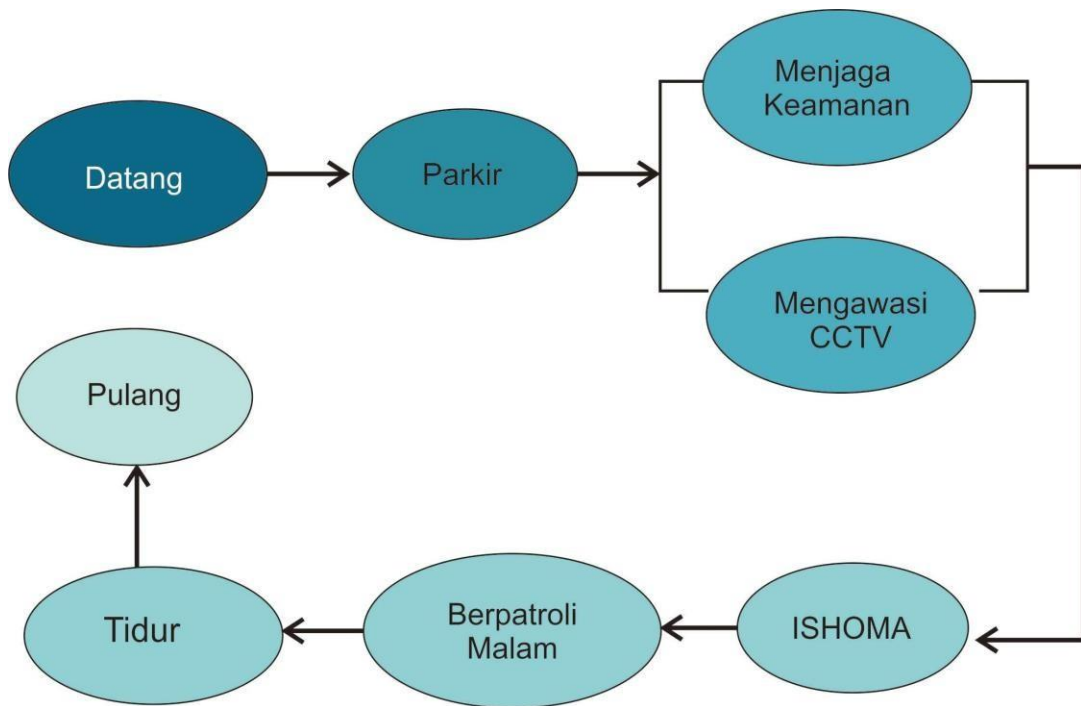 Datang
Parkir
Menjaga
Keamanan
Mengawasi
CCTV
ISHOMA
Berpatroli
Malam
Tidur
Pulang